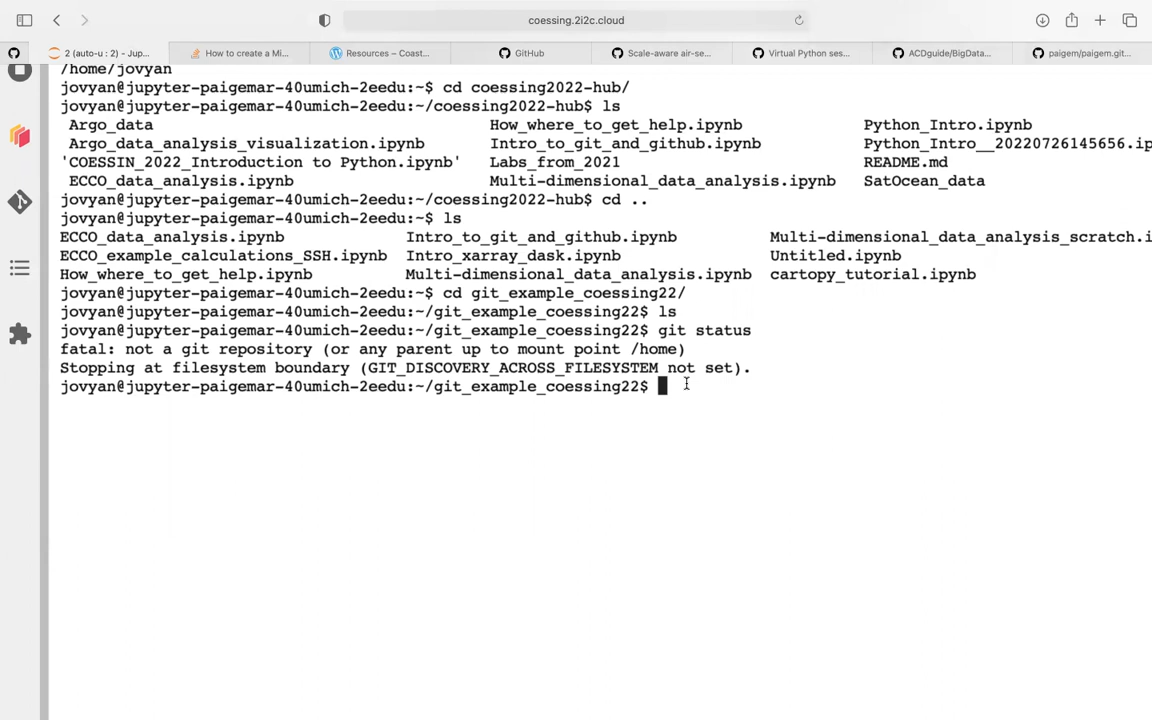 coessing.2i2c.cloud
2 (auto-u : 2) - Jup...
How to create a Mi...
Resources – Coast...
GitHub
Scale-aware air-se...
Virtual Python ses...
ACDguide/BigData...
paigem/paigem.git...
/home/jovyan
jovyan@jupyter-paigemar-40umich-2eedu:~$ cd coessing2022-hub/
jovyan@jupyter-paigemar-40umich-2eedu:~/coessing2022-hub$ ls
Argo_data How_where_to_get_help.ipynb Python_Intro.ipynb
Argo_data_analysis_visualization.ipynb Intro_to_git_and_github.ipynb Python_Intro__20220726145656.ip
'COESSIN_2022_Introduction to Python.ipynb' Labs_from_2021 README.md
ECCO_data_analysis.ipynb Multi-dimensional_data_analysis.ipynb SatOcean_data
jovyan@jupyter-paigemar-40umich-2eedu:~/coessing2022-hub$ cd ..
jovyan@jupyter-paigemar-40umich-2eedu:~$ ls
ECCO_data_analysis.ipynb Intro_to_git_and_github.ipynb Multi-dimensional_data_analysis_scratch.i
ECCO_example_calculations_SSH.ipynb Intro_xarray_dask.ipynb Untitled.ipynb
How_where_to_get_help.ipynb Multi-dimensional_data_analysis.ipynb cartopy_tutorial.ipynb
jovyan@jupyter-paigemar-40umich-2eedu:~$ cd git_example_coessing22/
jovyan@jupyter-paigemar-40umich-2eedu:~/git_example_coessing22$ ls
jovyan@jupyter-paigemar-40umich-2eedu:~/git_example_coessing22$ git status
fatal: not a git repository (or any parent up to mount point /home)
Stopping at filesystem boundary (GIT_DISCOVERY_ACROSS_FILESYSTEM not set).
jovyan@jupyter-paigemar-40umich-2eedu:~/git_example_coessing22$